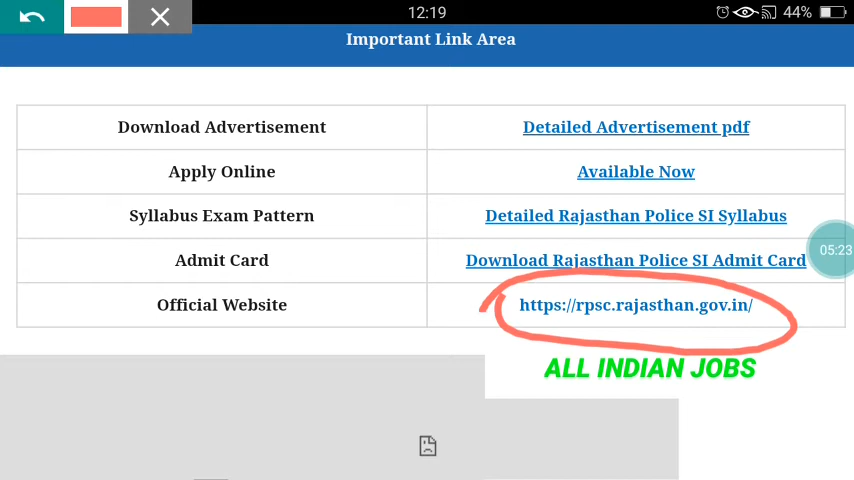 12:19
44%
Important Link Area
Download Advertisement
Detailed Advertisement pdf
Apply Online
Available Now
Syllabus Exam Pattern
Detailed Rajasthan Police SI Syllabus
05:23
Admit Card
Download Rajasthan Police SI Admit Card
Official Website
https://rpsc.rajasthan.gov.in/
ALL INDIAN JOBS